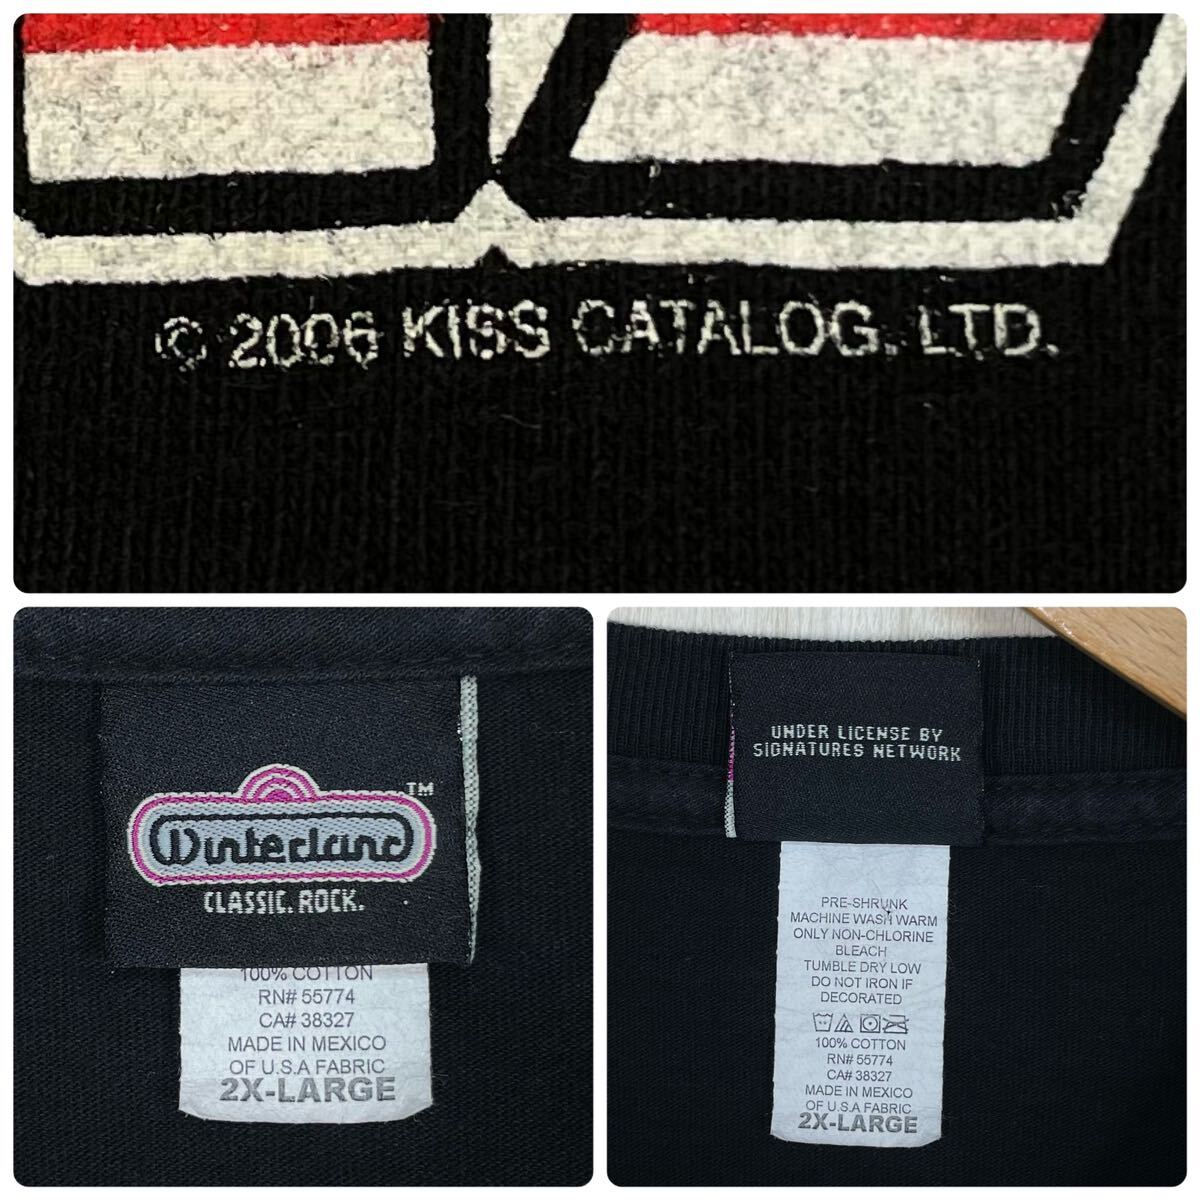 © 2006 KISS CATALOG. LTD.
Winterland™
CLASSIC. ROCK.
100% COTTON
RN# 55774
CA# 38327
MADE IN MEXICO
OF U.S.A FABRIC
2X-LARGE
UNDER LICENSE BY
SIGNATURES NETWORK
PRE-SHRUNK
MACHINE WASH WARM
ONLY NON-CHLORINE
BLEACH
TUMBLE DRY LOW
DO NOT IRON IF
DECORATED
100% COTTON
RN# 55774
CA# 38327
MADE IN MEXICO
OF U.S.A FABRIC
2X-LARGE